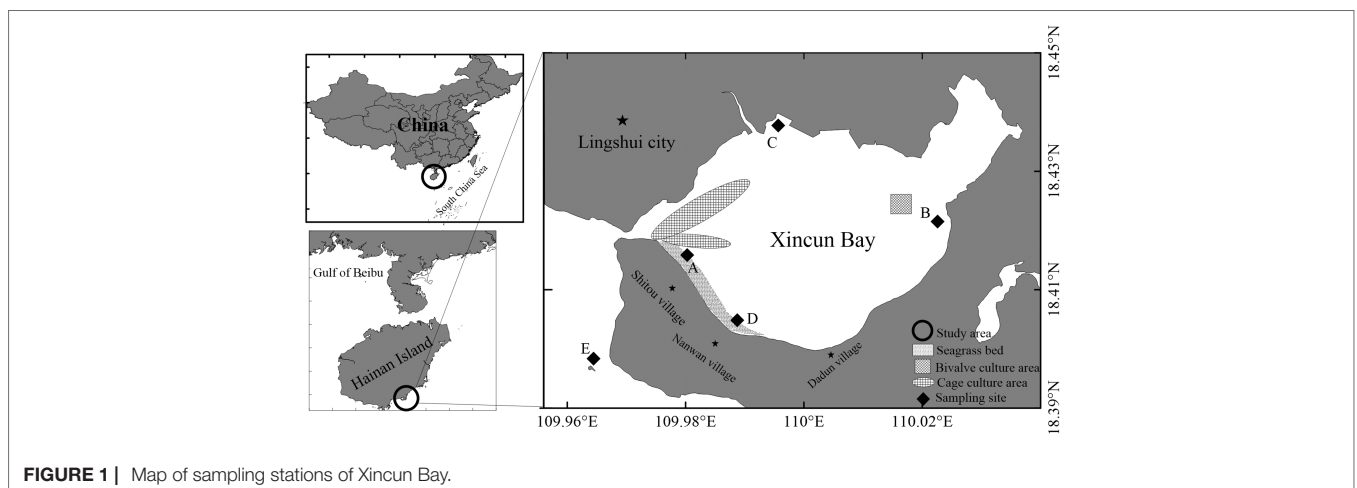 China
South China Sea
Gulf of Beibu
Hainan Island
18.45°N
18.43°N
18.41°N
18.39°N
109.96°E
109.98°E
110°E
110.02°E
Lingshui city
C
B
Xincun Bay
A
Shitou village
D
Nanwan village
Dadun village
E
Study area
Seagrass bed
Bivalve culture area
Cage culture area
Sampling site
FIGURE 1 | Map of sampling stations of Xincun Bay.